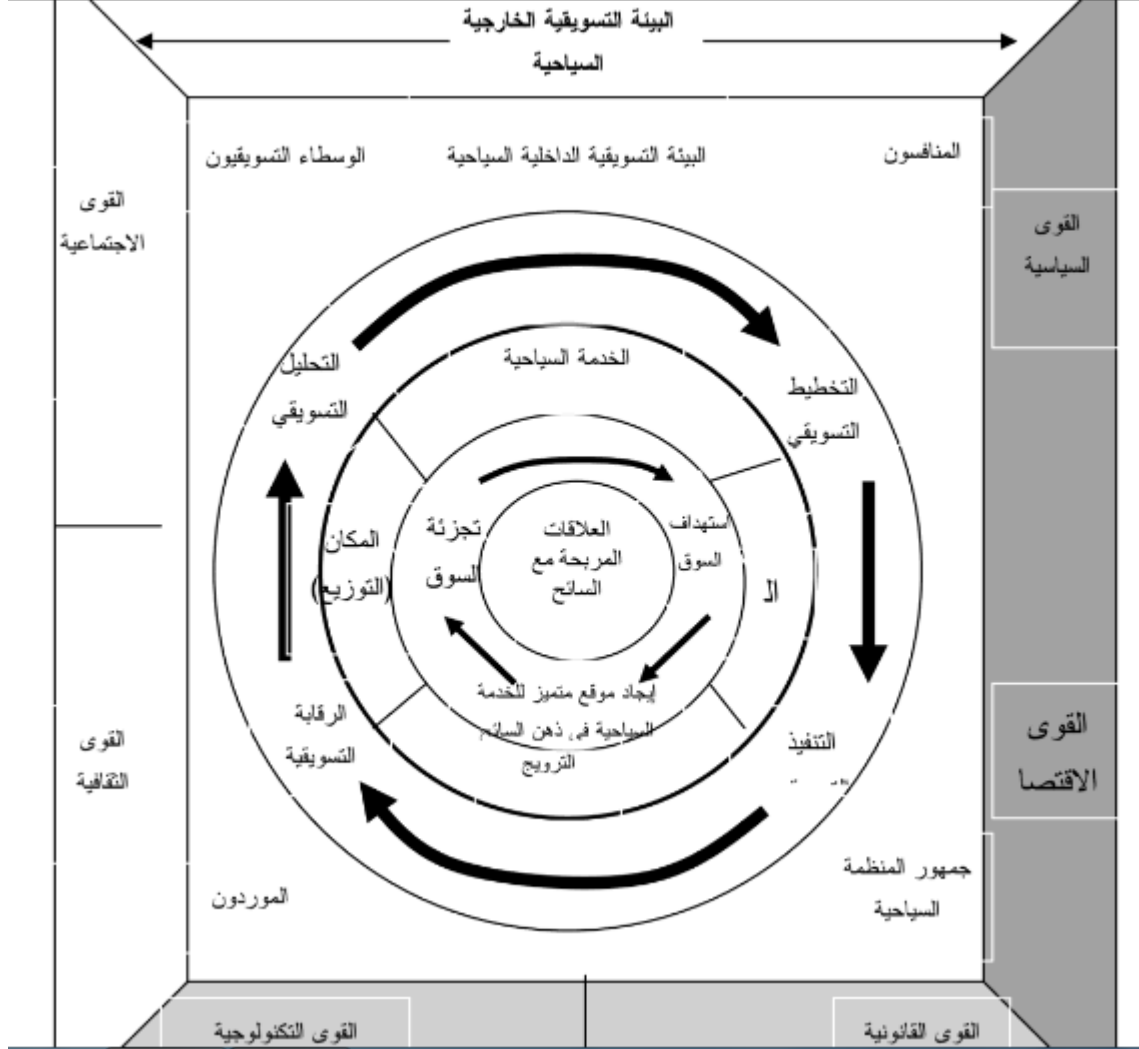 البيئة التسويقية الخارجية
السياحية
المنافسون
البيئة التسويقية الداخلية السياحية
الوسطاء التسويقيون
القوى
السياسية
القوى
الاجتماعية
الخدمة السياحية
التخطيط
التسويقي
التحليل
التسويقي
استهداف
السوق
العلاقات
المربحة مع
السائح
تجزئة
السوق
المكان
(التوزيع)
الـ
إيجاد موقع متميز للخدمة
السياحية في ذهن السائح
الترويج
التنفيذ
الرقابة
التسويقية
القوى
الاقتصا
القوى
الثقافية
جمهور المنظمة
السياحية
الموردون
القوى القانونية
القوى التكنولوجية